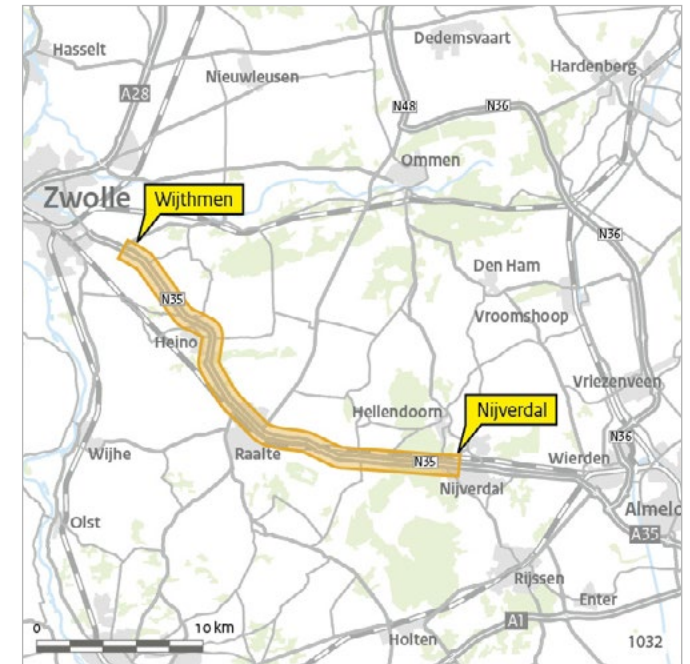 Dedemsvaart
Hasselt
Hardenberg
Nieuwleusen
A28
N48
N36
Ommen
Zwolle
Wijthmen
N36
Den Ham
N35
Vroomshoop
Heino
Vriezenveen
Hellendoorn
Nijverdal
N36
Wijhe
Raalte
N35
Wierden
Nijverdal
Almelo
Olst
A35
Rijssen
Enter
A1
0
10 km
Holten
1032